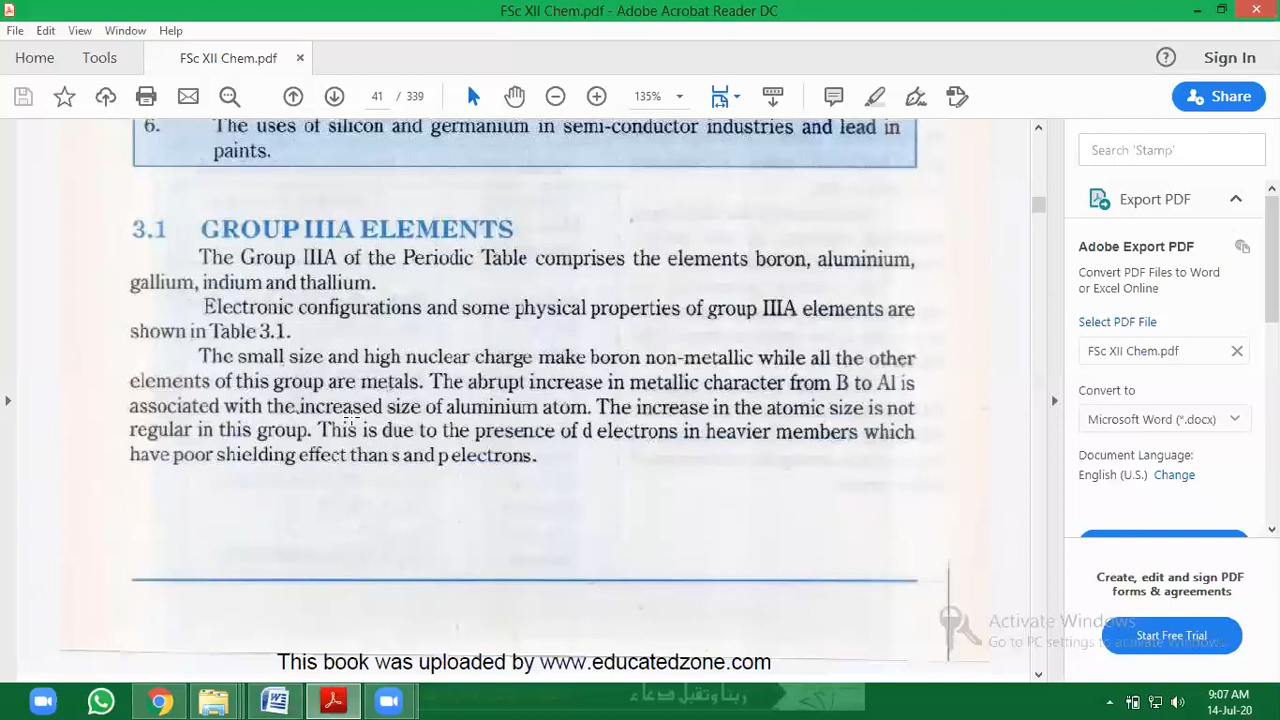 FSc XII Chem.pdf - Adobe Acrobat Reader DC
File Edit View Window Help
Home Tools FSc XII Chem.pdf × Sign In
41 / 339 135% Share
6. The uses of silicon and germanium in semi-conductor industries and lead in
paints.
3.1 GROUP IIIA ELEMENTS
The Group IIIA of the Periodic Table comprises the elements boron, aluminium,
gallium, indium and thallium.
Electronic configurations and some physical properties of group IIIA elements are
shown in Table 3.1.
The small size and high nuclear charge make boron non-metallic while all the other
elements of this group are metals. The abrupt increase in metallic character from B to Al is
associated with the increased size of aluminium atom. The increase in the atomic size is not
regular in this group. This is due to the presence of d electrons in heavier members which
have poor shielding effect than s and p electrons.
This book was uploaded by www.educatedzone.com
Search 'Stamp'
Export PDF
Adobe Export PDF
Convert PDF Files to Word
or Excel Online
Select PDF File
FSc XII Chem.pdf
Convert to
Microsoft Word (*.docx)
Document Language:
English (U.S.) Change
Create, edit and sign PDF
forms & agreements
Start Free Trial
Activate Windows
Go to PC settings to activate Windows.
ربنا وتقبل دعاء
9:07 AM
14-Jul-20